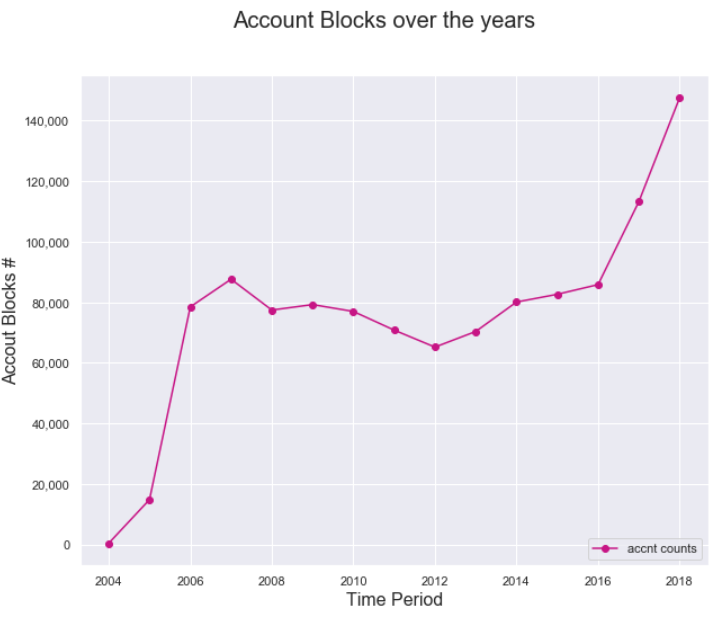 Account Blocks over the years
Accout Blocks #
140,000
120,000
100,000
80,000
60,000
40,000
20,000
0
accnt counts
2004 2006 2008 2010 2012 2014 2016 2018
Time Period